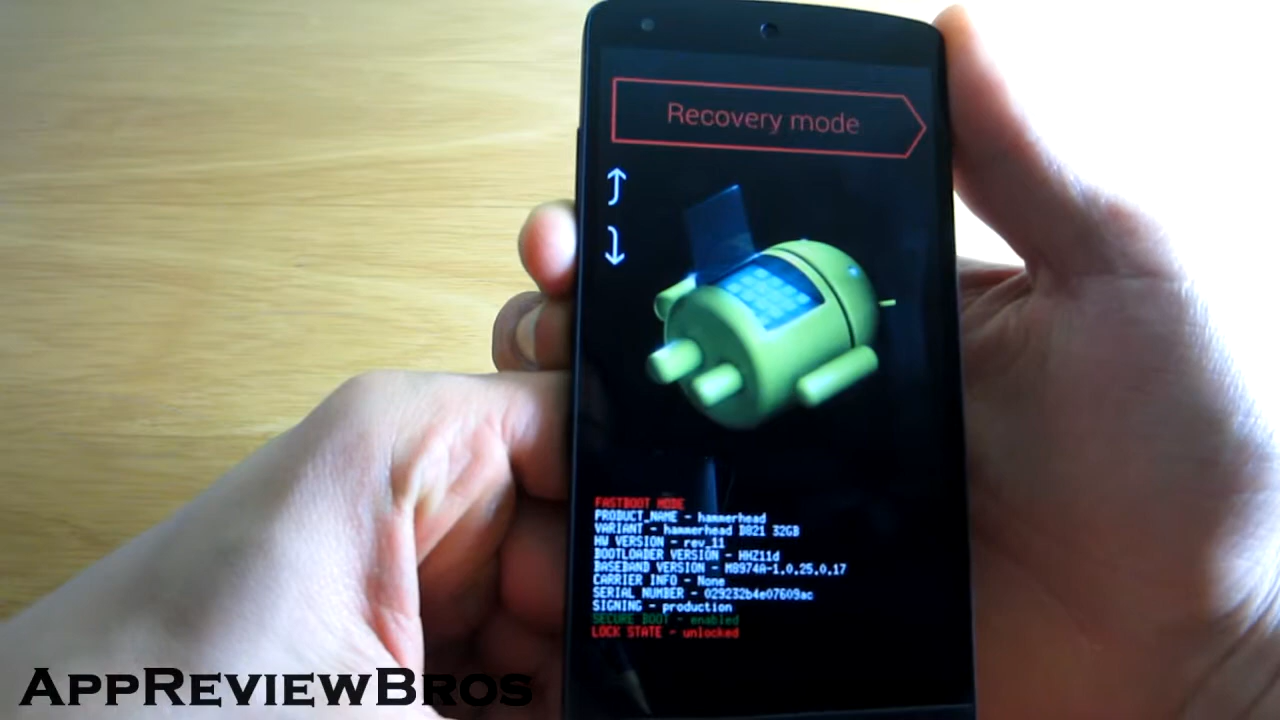 Recovery mode
FASTBOOT MODE
PRODUCT_NAME - hammerhead
VARIANT - hammerhead D821 32GB
HW VERSION - rev_11
BOOTLOADER VERSION - HHZ11d
BASEBAND VERSION - M8974A-1.0.25.0.17
CARRIER INFO - None
SERIAL NUMBER - 029232b4e07609ac
SIGNING - production
SECURE BOOT - enabled
LOCK STATE - unlocked
APPREVIEWBROS